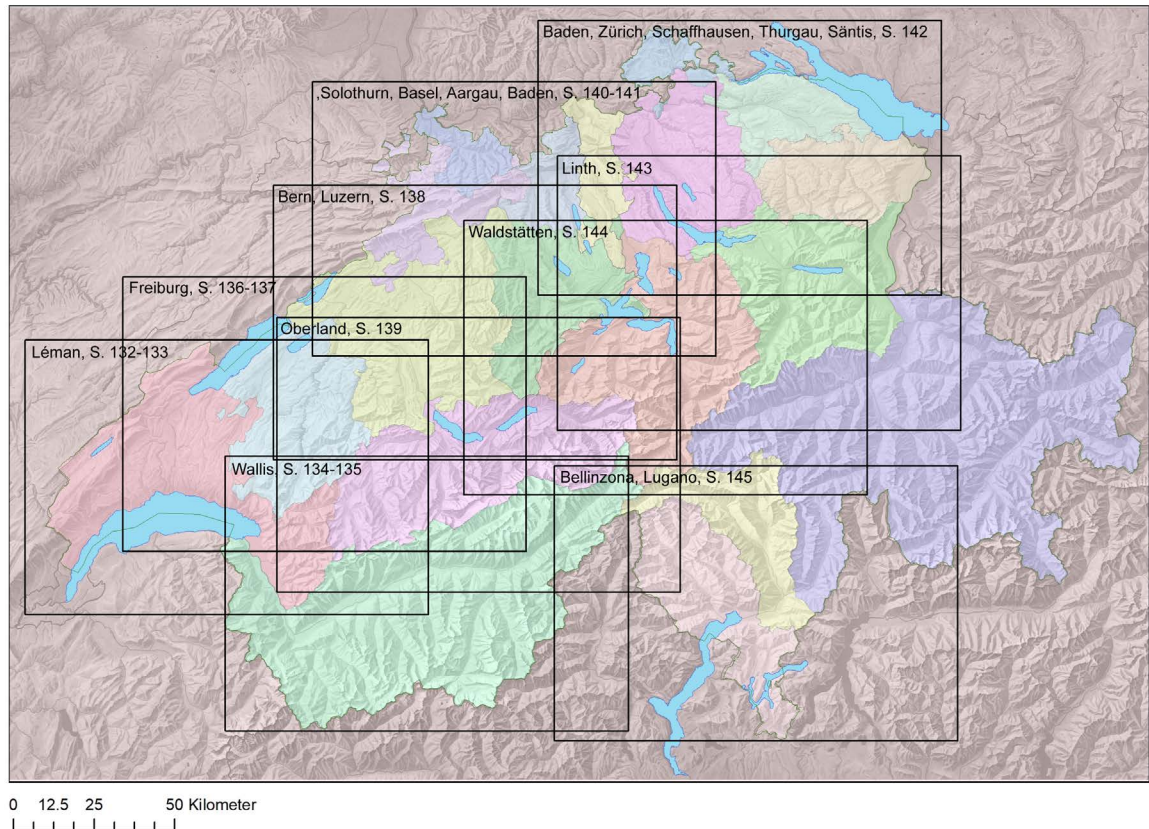 Baden, Zürich, Schaffhausen, Thurgau, Säntis, S. 142
,Solothurn, Basel, Aargau, Baden, S. 140-141
Linth, S. 143
Bern, Luzern, S. 138
Waldstätten, S. 144
Freiburg, S. 136-137
Oberland, S. 139
Léman, S. 132-133
Wallis, S. 134-135
Bellinzona, Lugano, S. 145
0 12.5 25 50 Kilometer